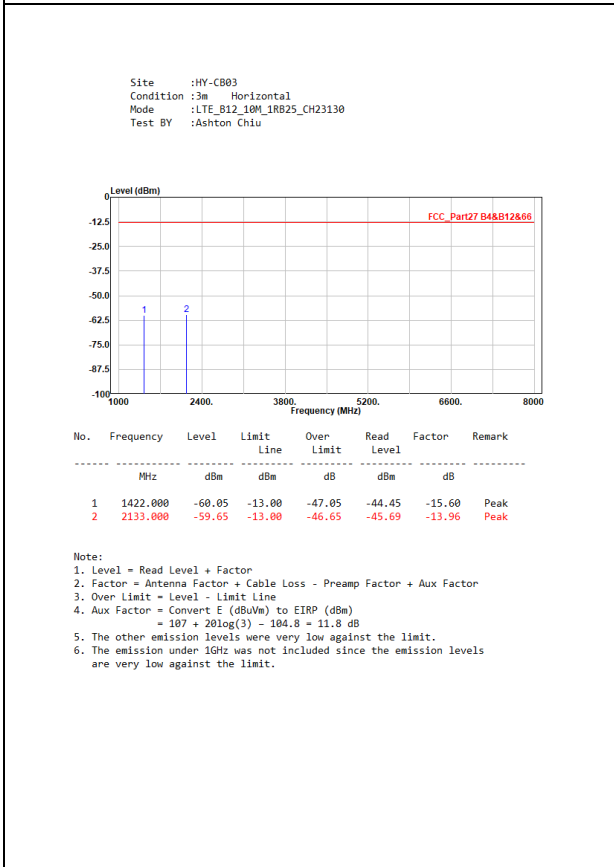 Site :HY-CB03
Condition :3m Horizontal
Mode :LTE_B12_10M_1RB25_CH23130
Test BY :Ashton Chiu
Level (dBm)
0
FCC_Part27 B4&B12&66
-12.5
-25.0
-37.5
-50.0
1 2
-62.5
-75.0
-87.5
-100
1000 2400. 3800. 5200. 6600. 8000
Frequency (MHz)
No. Frequency Level Limit Over Read Factor Remark
Line Limit Level
------ ----------- -------- --------- --------- --------- -------- ---------
MHz dBm dBm dB dBm dB
1 1422.000 -60.05 -13.00 -47.05 -44.45 -15.60 Peak
2 2133.000 -59.65 -13.00 -46.65 -45.69 -13.96 Peak
Note:
1. Level = Read Level + Factor
2. Factor = Antenna Factor + Cable Loss - Preamp Factor + Aux Factor
3. Over Limit = Level - Limit Line
4. Aux Factor = Convert E (dBuVm) to EIRP (dBm)
= 107 + 20log(3) – 104.8 = 11.8 dB
5. The other emission levels were very low against the limit.
6. The emission under 1GHz was not included since the emission levels
are very low against the limit.